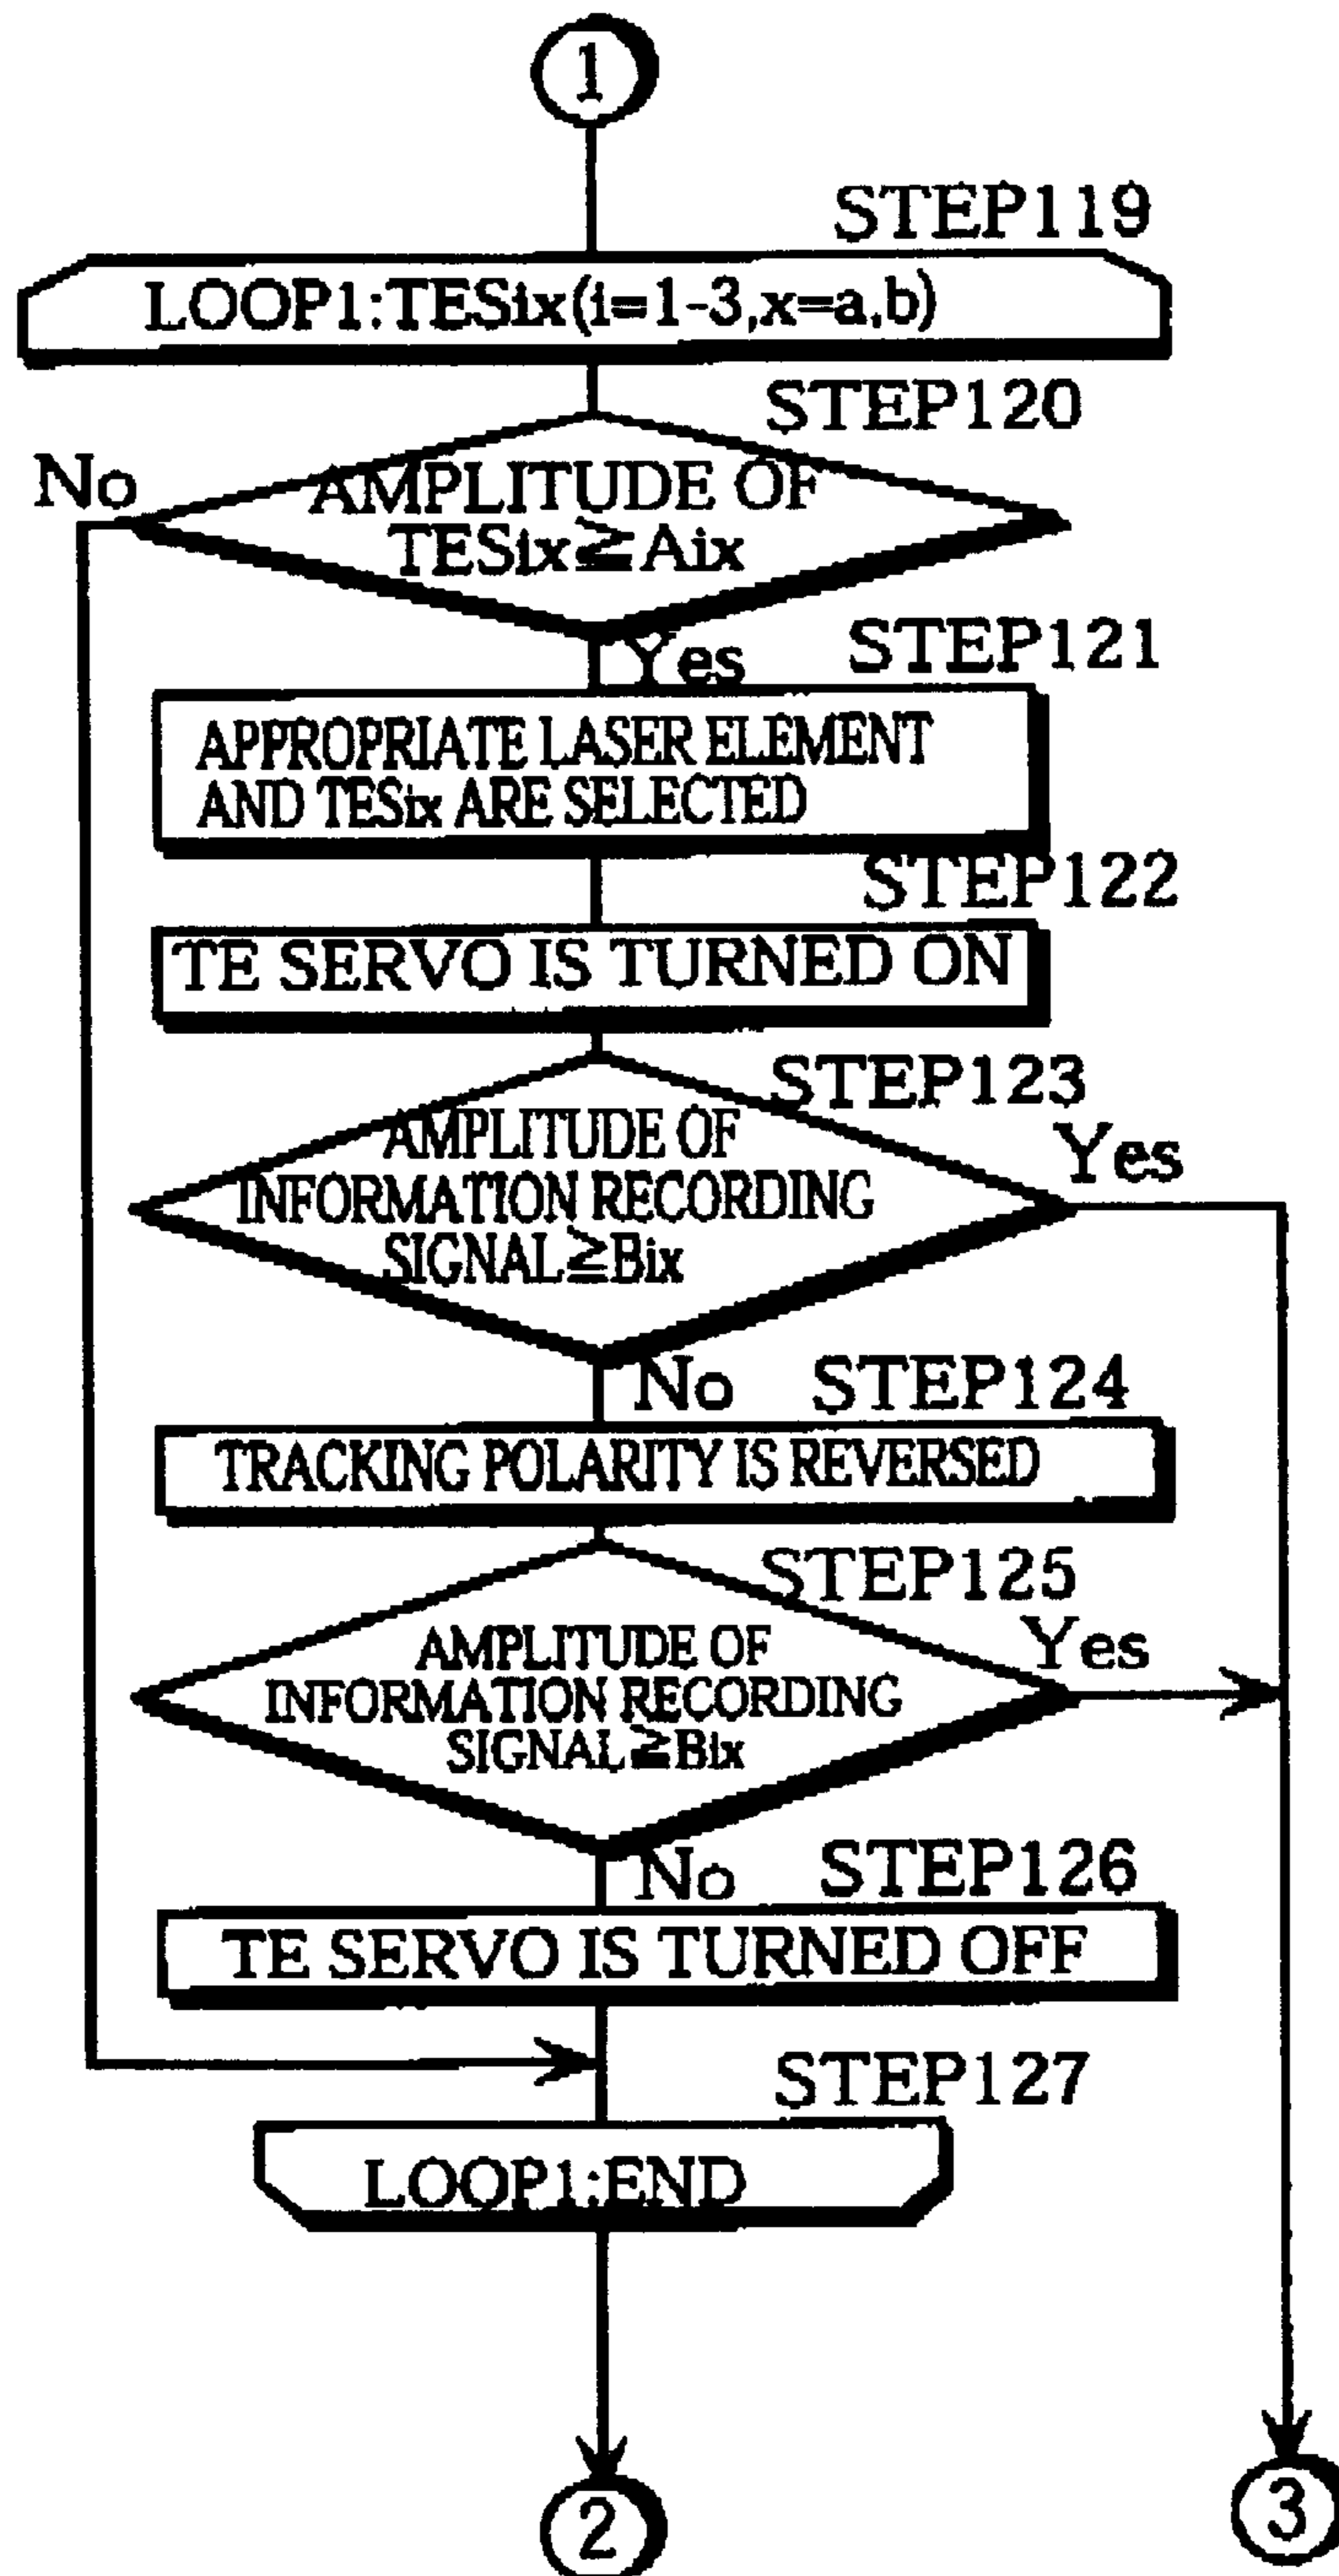 1
STEP119
LOOP1:TESix(i=1-3,x=a,b)
STEP120
No
AMPLITUDE OF
TESix≧Aix
Yes
STEP121
APPROPRIATE LASER ELEMENT
AND TESix ARE SELECTED
STEP122
TE SERVO IS TURNED ON
STEP123
Yes
AMPLITUDE OF
INFORMATION RECORDING
SIGNAL≧Bix
No
STEP124
TRACKING POLARITY IS REVERSED
STEP125
Yes
AMPLITUDE OF
INFORMATION RECORDING
SIGNAL≧Bix
No
STEP126
TE SERVO IS TURNED OFF
STEP127
LOOP1:END
2
3